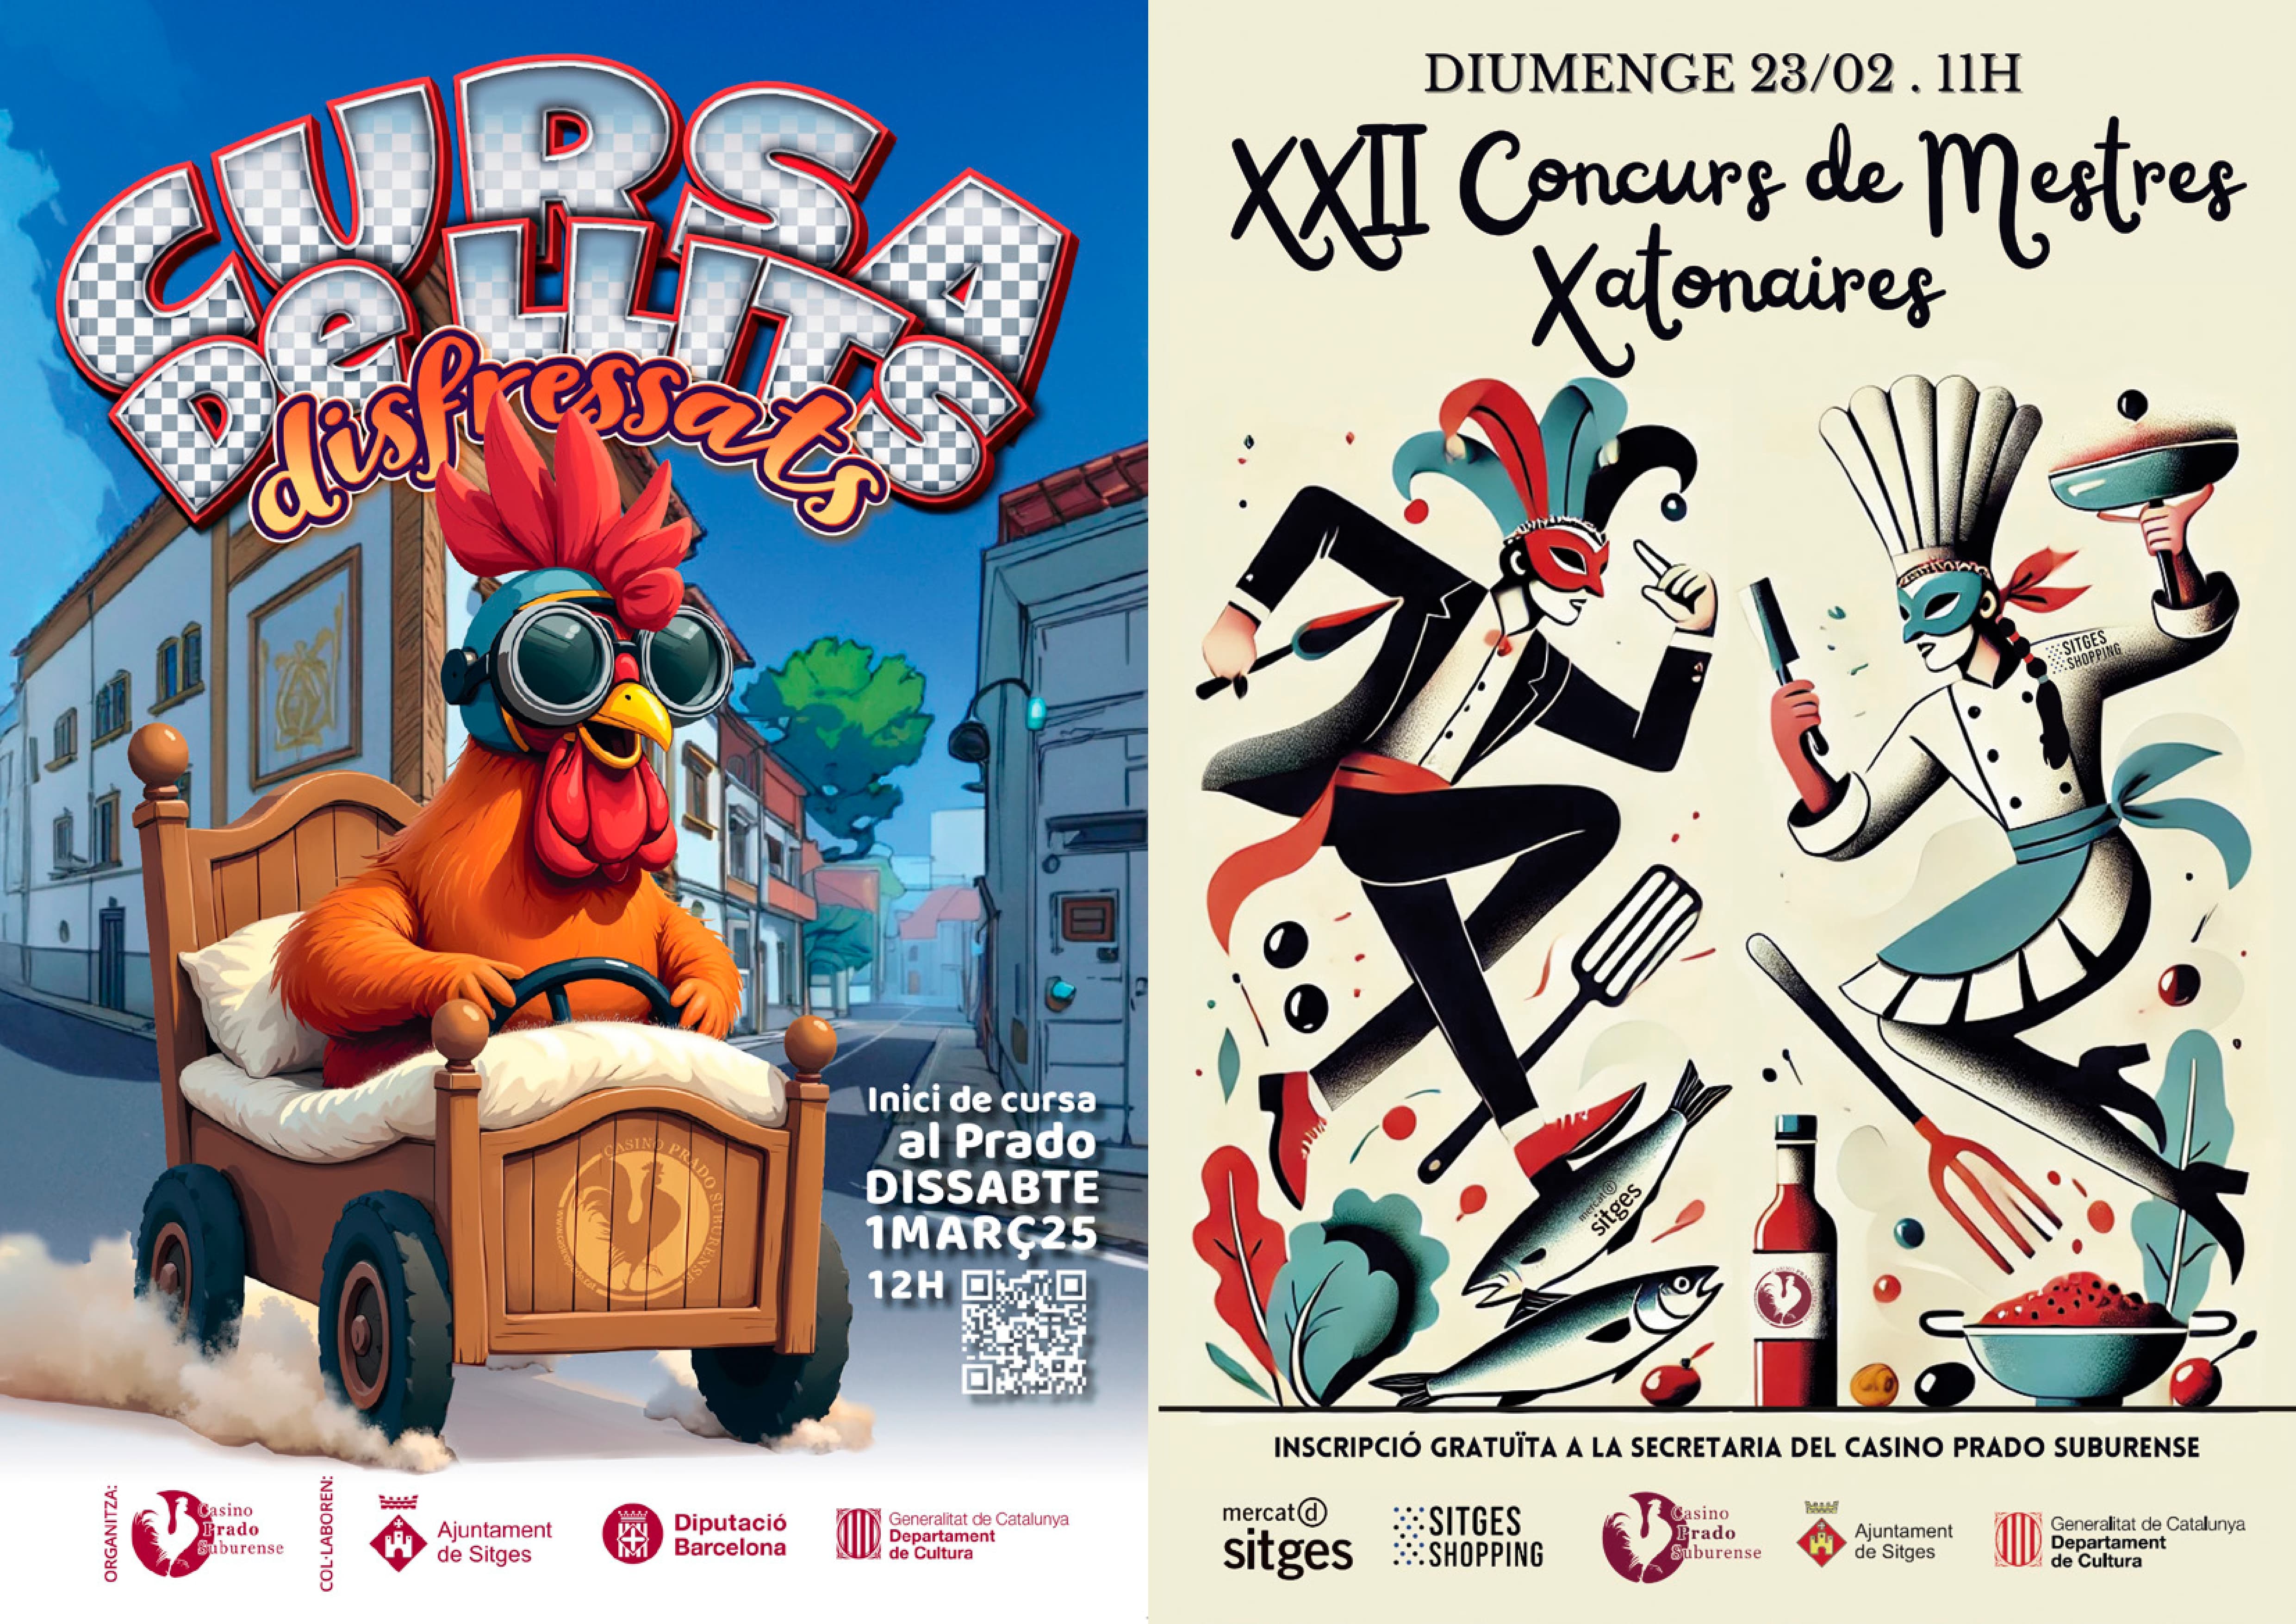 CURSA
De LLITS
disfressats
Inici de cursa
al Prado
DISSABTE
1MARÇ25
12H
CASINO PRADO SUBURENSE
ORGANITZA:
Casino
Prado
Suburense
COL·LABOREN:
Ajuntament
de Sitges
Diputació
Barcelona
Generalitat de Catalunya
Departament
de Cultura
DIUMENGE 23/02 . 11H
XXII Concurs de Mestres
Xatonaires
SITGES
SHOPPING
mercat d
sitges
INSCRIPCIÓ GRATUÏTA A LA SECRETARIA DEL CASINO PRADO SUBURENSE
mercat d
sitges
SITGES
SHOPPING
Casino
Prado
Suburense
Ajuntament
de Sitges
Generalitat de Catalunya
Departament
de Cultura